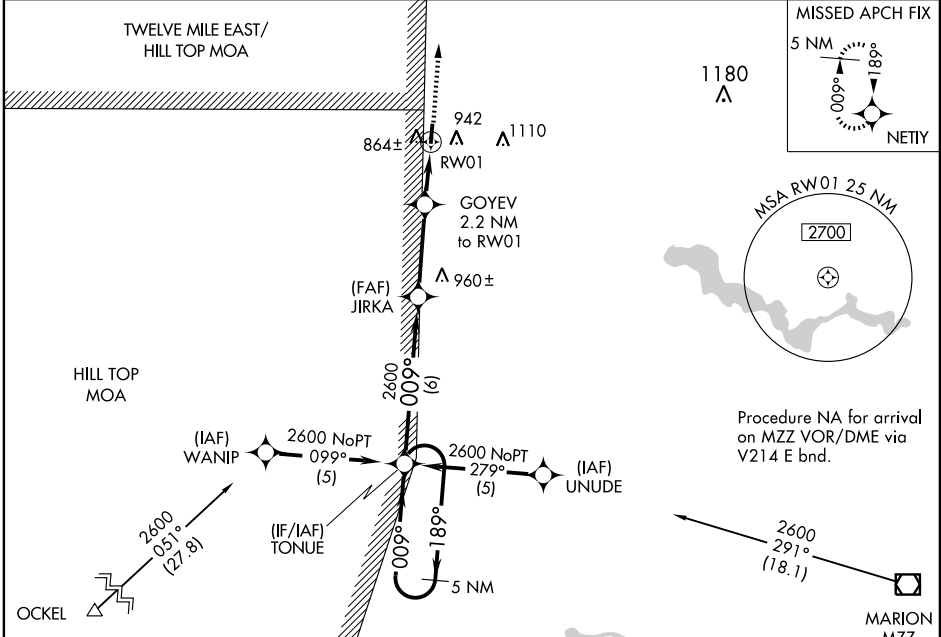 TWELVE MILE EAST/
HILL TOP MOA
MISSED APCH FIX
5 NM
189°
009°
NETIY
1180
942
864±
1110
RW01
GOYEV
2.2 NM
to RW01
MSA RW01 25 NM
2700
960±
(FAF)
JIRKA
2600
009°
(6)
HILL TOP
MOA
Procedure NA for arrival
on MZZ VOR/DME via
V214 E bnd.
(IAF)
WANIP
2600 NoPT
099°
(5)
2600 NoPT
279°
(5)
(IAF)
UNUDE
(IF/IAF)
TONUE
009°
189°
5 NM
2600
051°
(27.8)
OCKEL
2600
291°
(18.1)
MARION
MZZ